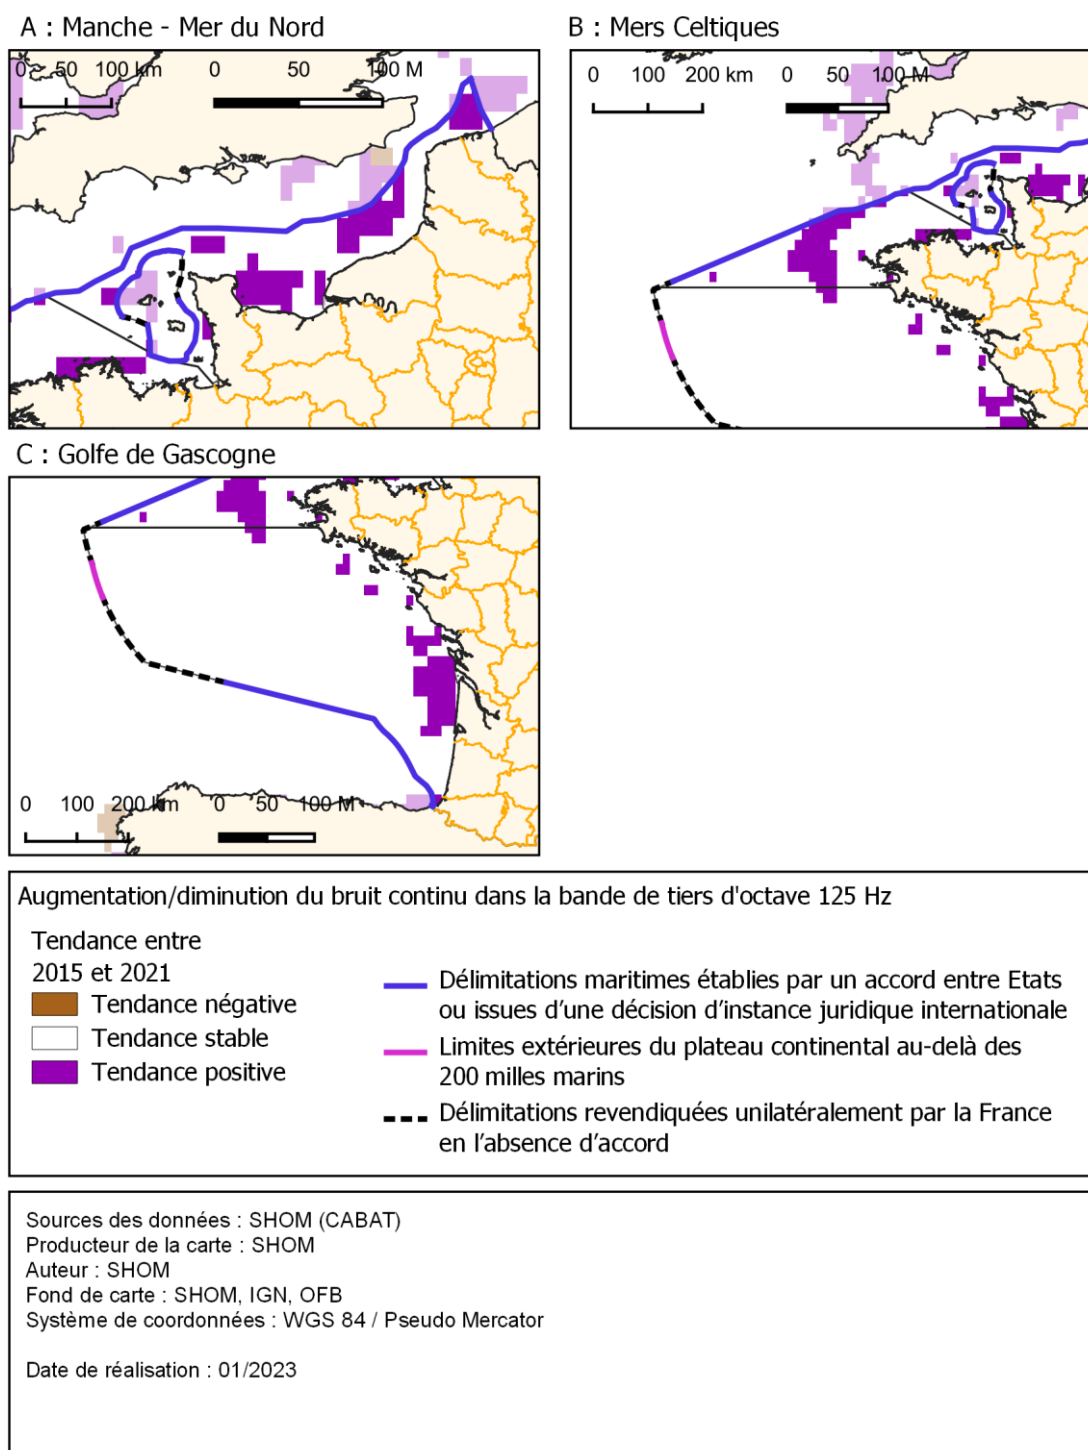 A : Manche - Mer du Nord
0 50 100 km 0 50 100 M
B : Mers Celtiques
0 100 200 km 0 50 100 M
C : Golfe de Gascogne
0 100 200 km 0 50 100 M
Augmentation/diminution du bruit continu dans la bande de tiers d'octave 125 Hz
Tendance entre
2015 et 2021
Tendance négative
Tendance stable
Tendance positive
Délimitations maritimes établies par un accord entre Etats
ou issues d’une décision d’instance juridique internationale
Limites extérieures du plateau continental au-delà des
200 milles marins
Délimitations revendiquées unilatéralement par la France
en l’absence d’accord
Sources des données : SHOM (CABAT)
Producteur de la carte : SHOM
Auteur : SHOM
Fond de carte : SHOM, IGN, OFB
Système de coordonnées : WGS 84 / Pseudo Mercator
Date de réalisation : 01/2023